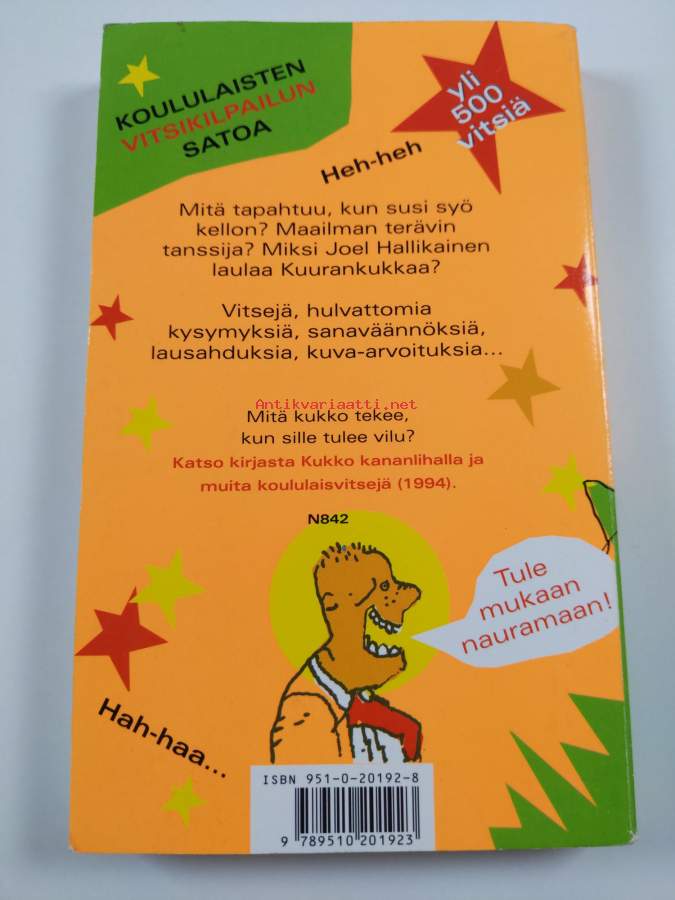 KOULULAISTEN
VITSIKILPAILUN
SATOA
yli
500
vitsiä
Heh-heh
Mitä tapahtuu, kun susi syö
kellon? Maailman terävin
tanssija? Miksi Joel Hallikainen
laulaa Kuurankukkaa?
Vitsejä, hulvattomia
kysymyksiä, sanaväännöksiä,
lausahduksia, kuva-arvoituksia...
Antikvariaatti.net
Mitä kukko tekee,
kun sille tulee vilu?
Katso kirjasta Kukko kananlihalla ja
muita koululaisvitsejä (1994).
N842
Tule
mukaan
nauramaan!
Hah-haa...
ISBN 951-0-20192-8
9 789510 201923